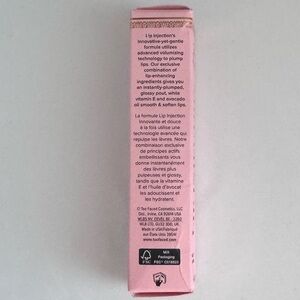 Lip Injection's
innovative-yet-gentle
formula utilizes
advanced volumizing
technology to plump
lips. Our exclusive
combination of
lip-enhancing
ingredients gives you
an instantly-plumped,
glossy pout, while
vitamin E and avocado
oil smooth & soften lips.
La formule Lip Injection
innovante et douce
à la fois utilise une
technologie avancée qui
repulpe les lèvres. Notre
combinaison exclusive
de principes actifs
embellissants vous
donne instantanément
des lèvres plus
pulpeuses et glossy,
tandis que la vitamine
E et l'huile d'avocat
les adoucissent et
les hydratent.
© Too Faced Cosmetics, LLC
Dist., Irvine, CA 92614 USA
Made in USA/Fabriqué
aux États-Unis
www.toofaced.com
FSC
MIX
Packaging